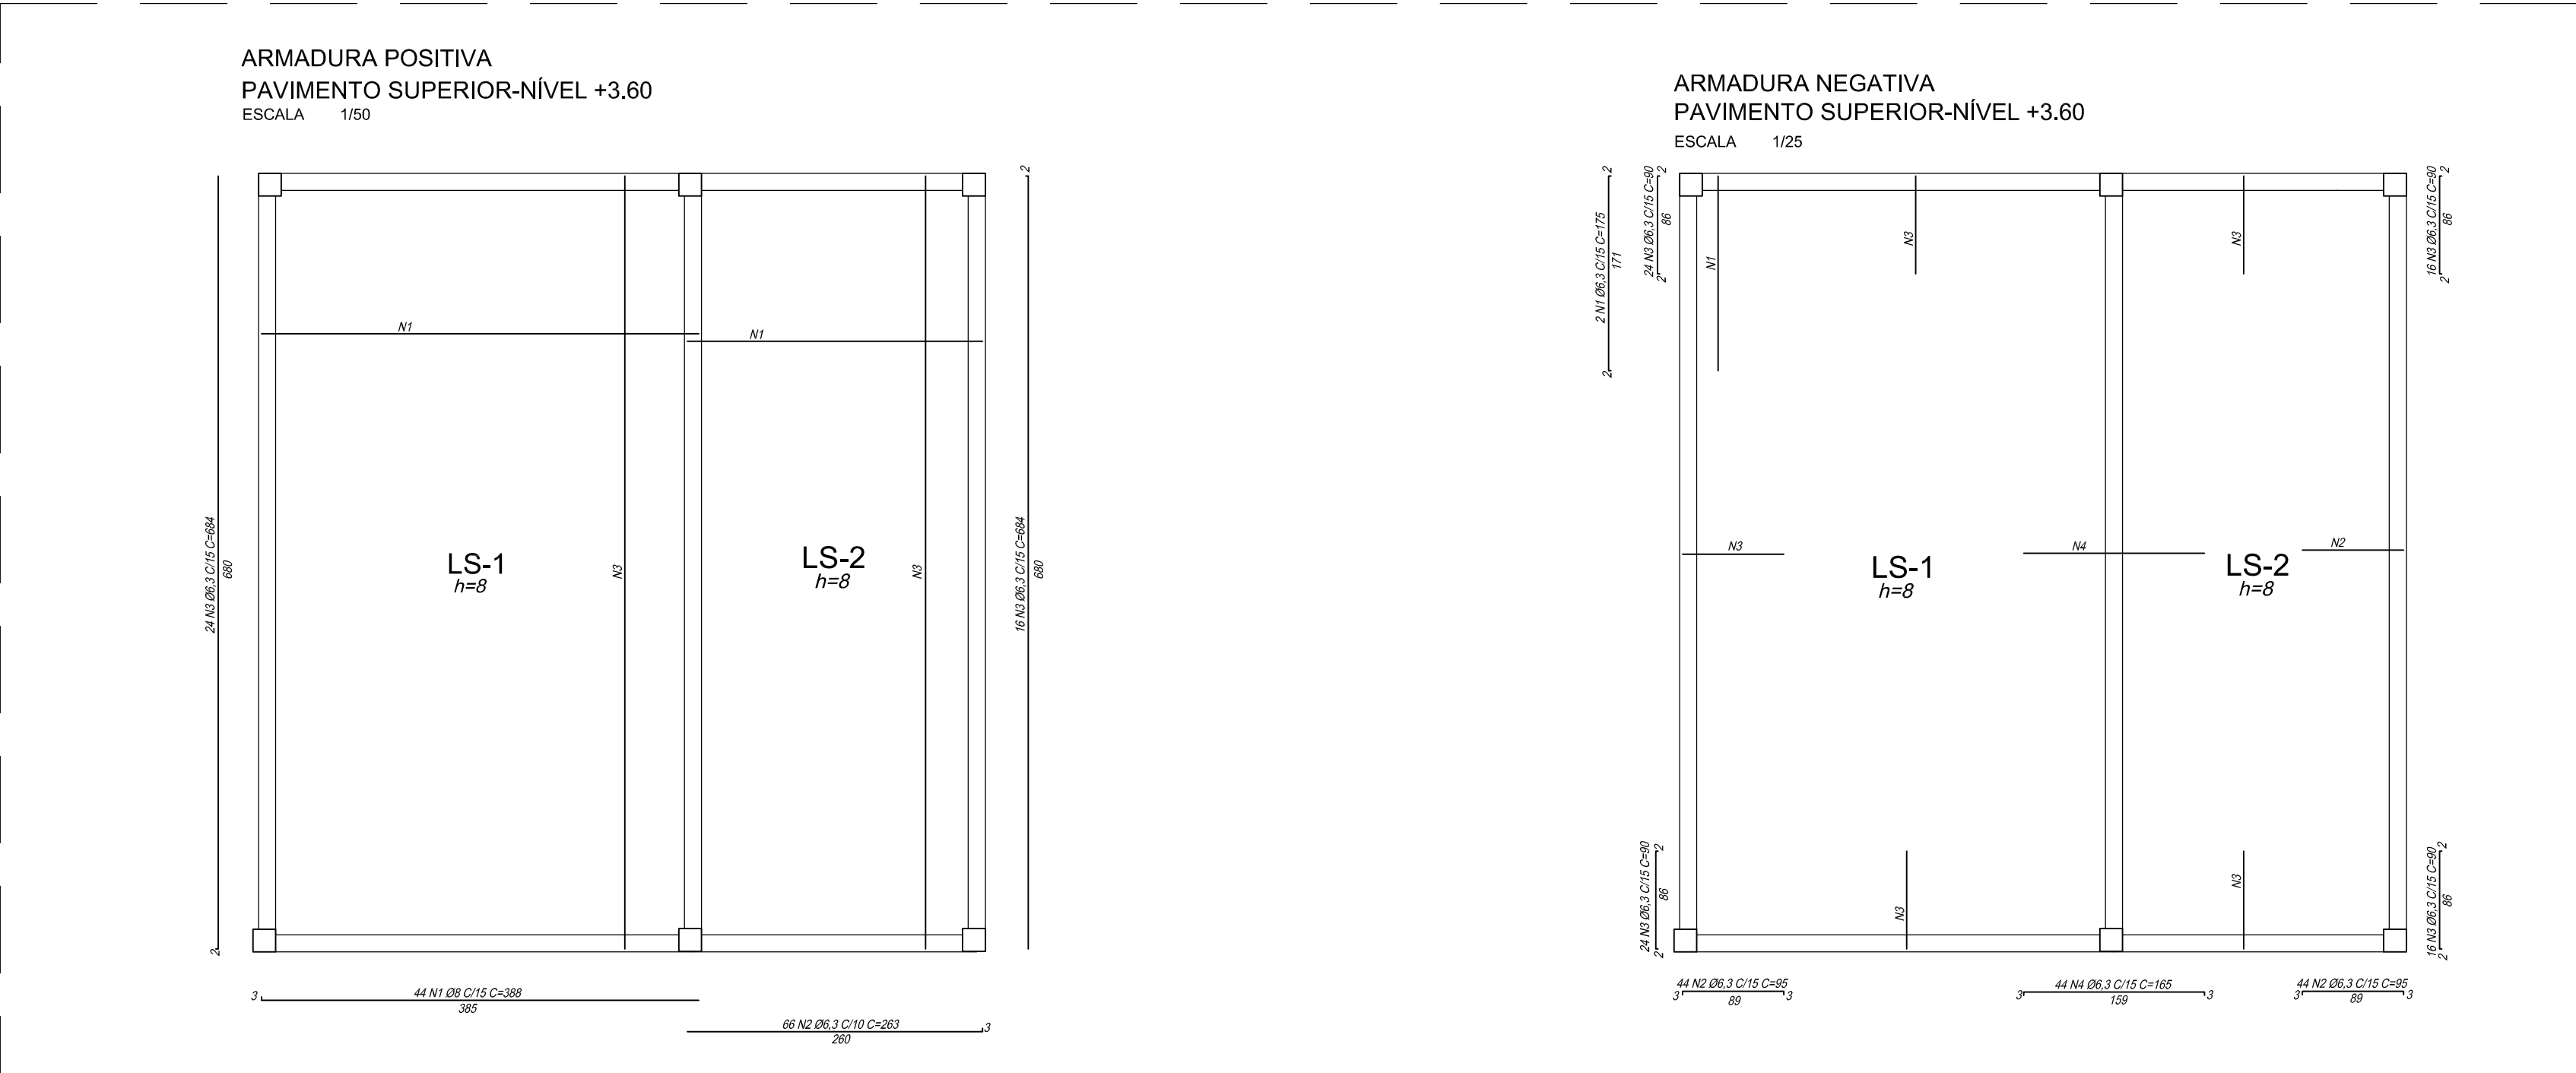 ARMADURA POSITIVA
PAVIMENTO SUPERIOR-NÍVEL +3.60
ESCALA 1/50
24 N3 Ø6,3 C/15 C=684
680
2
N1
N1
N3
N3
LS-1
h=8
LS-2
h=8
2
16 N3 Ø6,3 C/15 C=684
680
3
44 N1 Ø8 C/15 C=388
385
66 N2 Ø6,3 C/10 C=263
260
3
ARMADURA NEGATIVA
PAVIMENTO SUPERIOR-NÍVEL +3.60
ESCALA 1/25
2
2 N1 Ø6,3 C/15 C=175
171
2
2
24 N3 Ø6,3 C/15 C=90
86
2
N1
N3
N3
2
16 N3 Ø6,3 C/15 C=90
86
2
N3
N4
N2
LS-1
h=8
LS-2
h=8
2
24 N3 Ø6,3 C/15 C=90
86
2
N3
N3
2
16 N3 Ø6,3 C/15 C=90
86
2
44 N2 Ø6,3 C/15 C=95
3 89 3
44 N4 Ø6,3 C/15 C=165
3 159 3
44 N2 Ø6,3 C/15 C=95
3 89 3